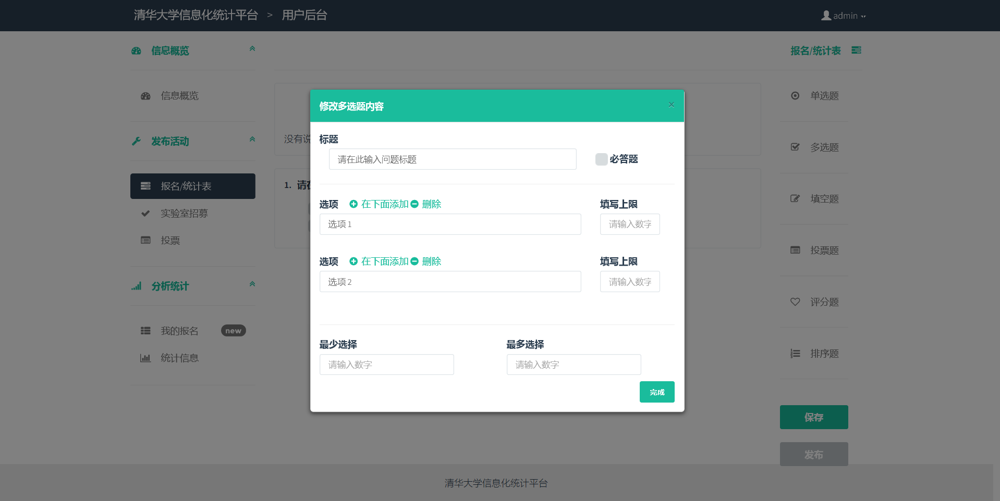 清华大学信息化统计平台 > 用户后台
admin
信息概览
信息概览
发布活动
报名/统计表
实验室招募
投票
分析统计
我的报名 new
统计信息
没有说
1. 请在
修改多选题内容 ×
标题
请在此输入问题标题
必答题
选项 在下面添加 删除 填写上限
选项 1 请输入数字
选项 在下面添加 删除 填写上限
选项 2 请输入数字
最少选择 最多选择
请输入数字 请输入数字
完成
报名/统计表
单选题
多选题
填空题
投票题
评分题
排序题
保存
发布
清华大学信息化统计平台